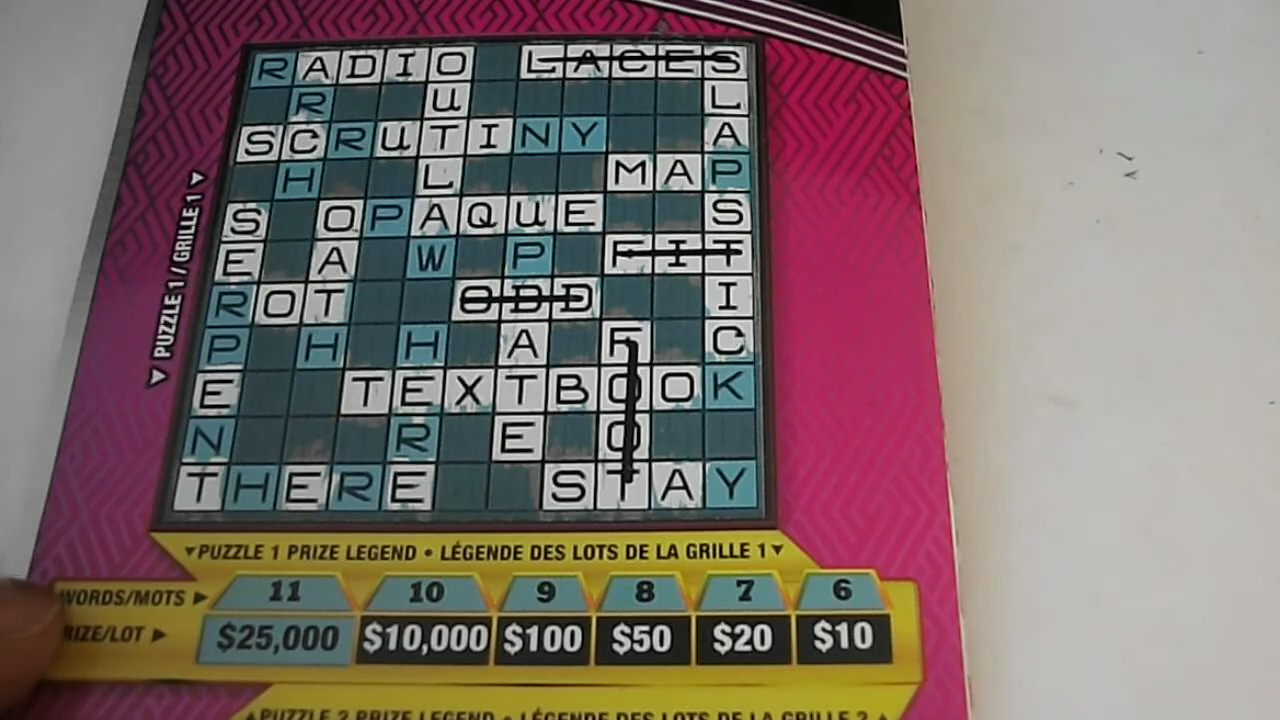 RADIO LACES
R U L
SCRUTINY A
H L MAP
S OPAQUE S
E A W P FIT
ROT ODD I
P H H A F C
E TEXTBOOK
N R E O
THERE STAY
▼ PUZZLE 1 / GRILLE 1 ▼
▼PUZZLE 1 PRIZE LEGEND • LÉGENDE DES LOTS DE LA GRILLE 1▼
WORDS/MOTS ▶ 11 10 9 8 7 6
RIZE/LOT ▶ $25,000 $10,000 $100 $50 $20 $10
▲PUZZLE 2 PRIZE LEGEND • LÉGENDE DES LOTS DE LA GRILLE 2▲